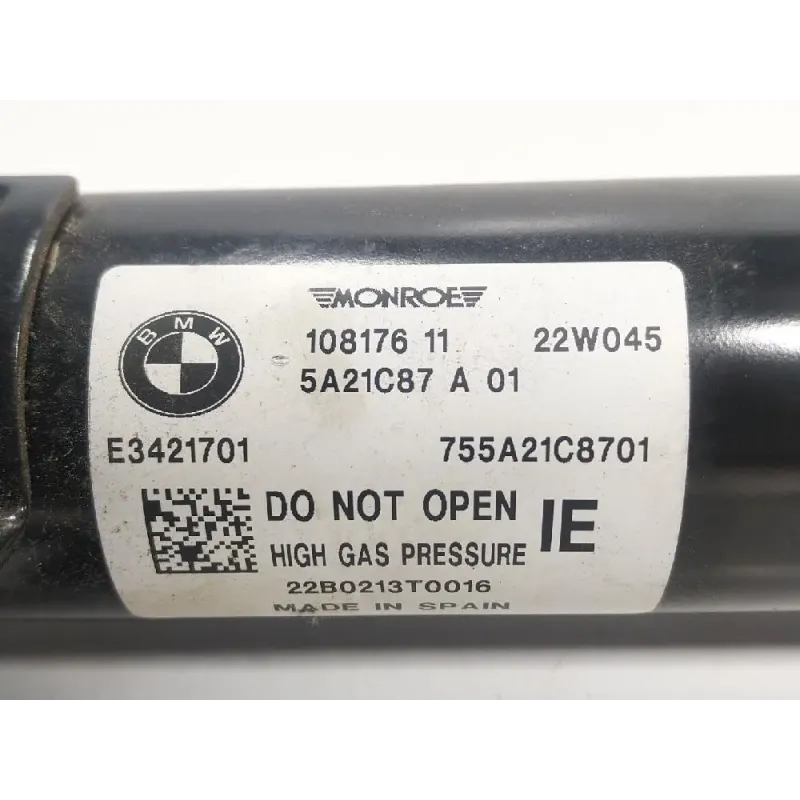 MONROE
BMW
108176 11 22W045
5A21C87 A 01
E3421701 755A21C8701
DO NOT OPEN IE
HIGH GAS PRESSURE
22B0213T0016
MADE IN SPAIN